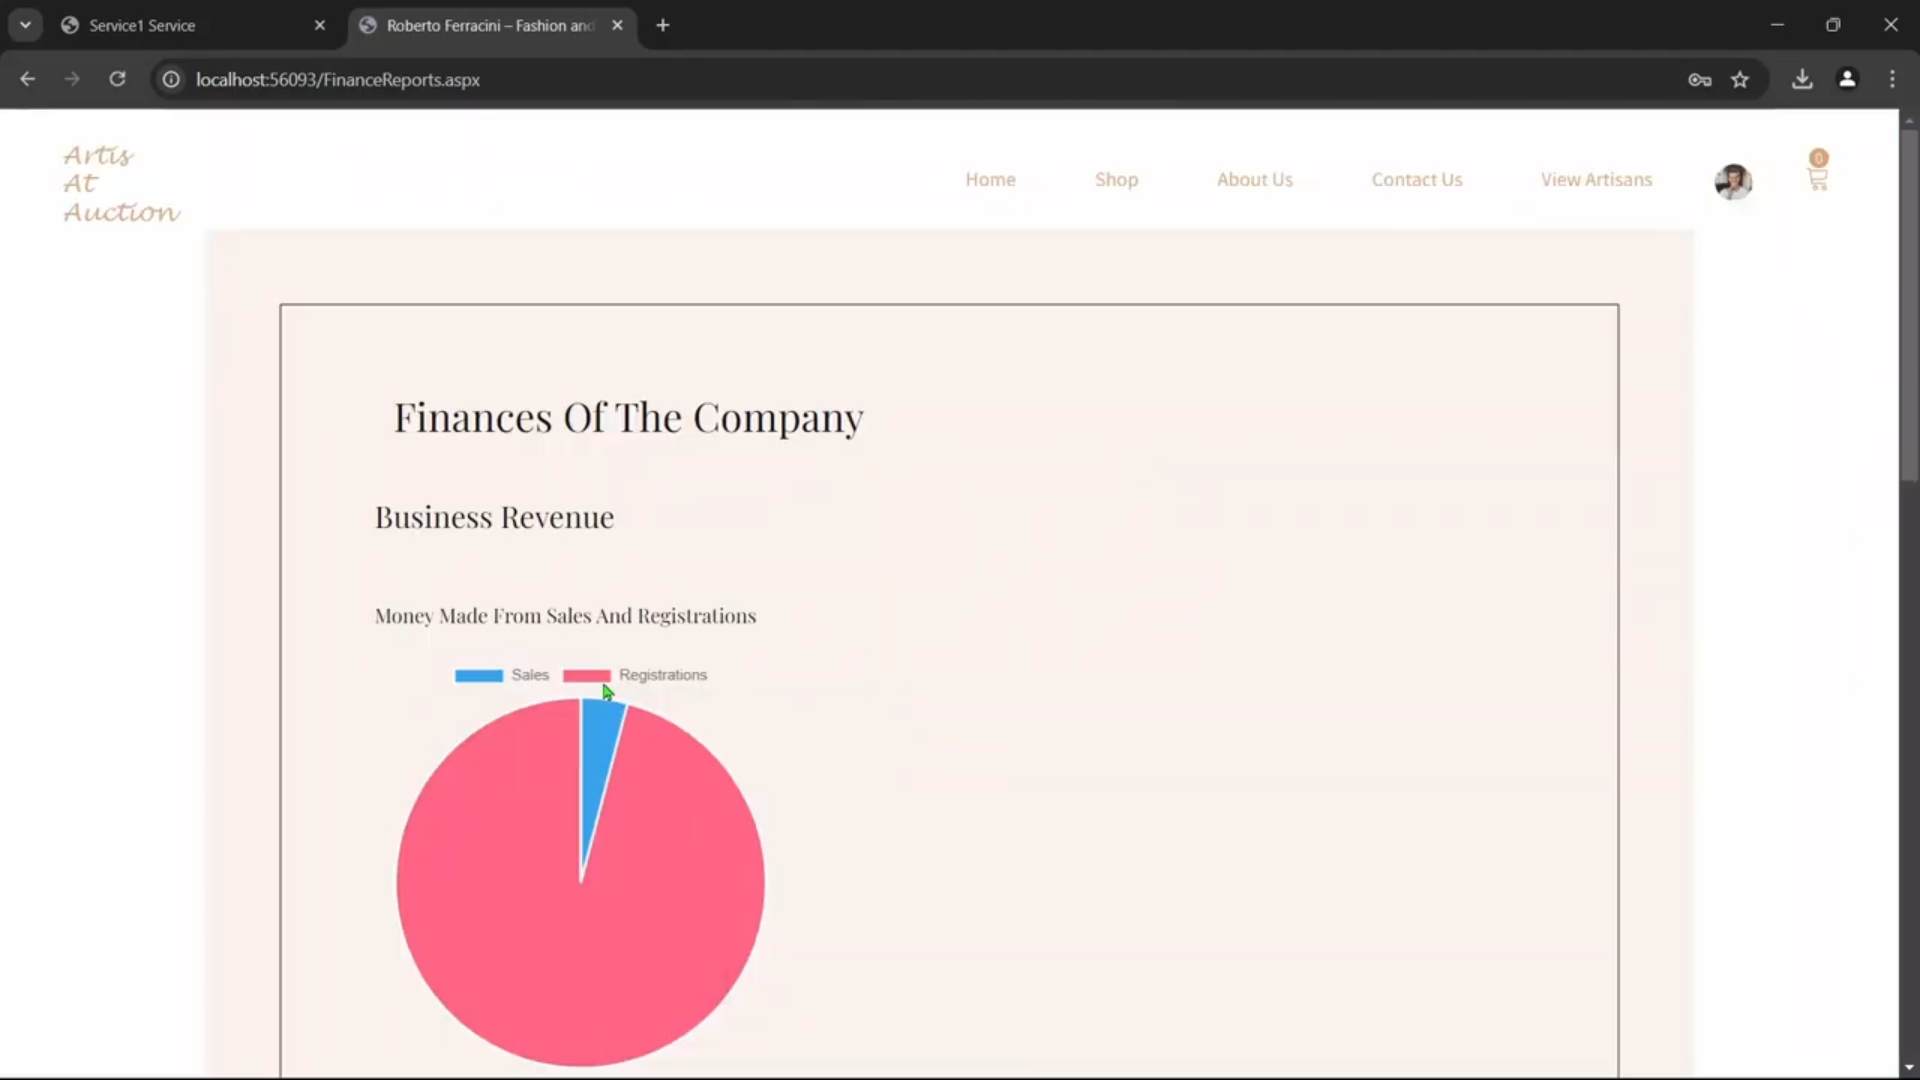 Service1 Service
Roberto Ferracini – Fashion and
localhost:56093/FinanceReports.aspx
Artis
At
Auction
Home
Shop
About Us
Contact Us
View Artisans
0
Finances Of The Company
Business Revenue
Money Made From Sales And Registrations
Sales
Registrations